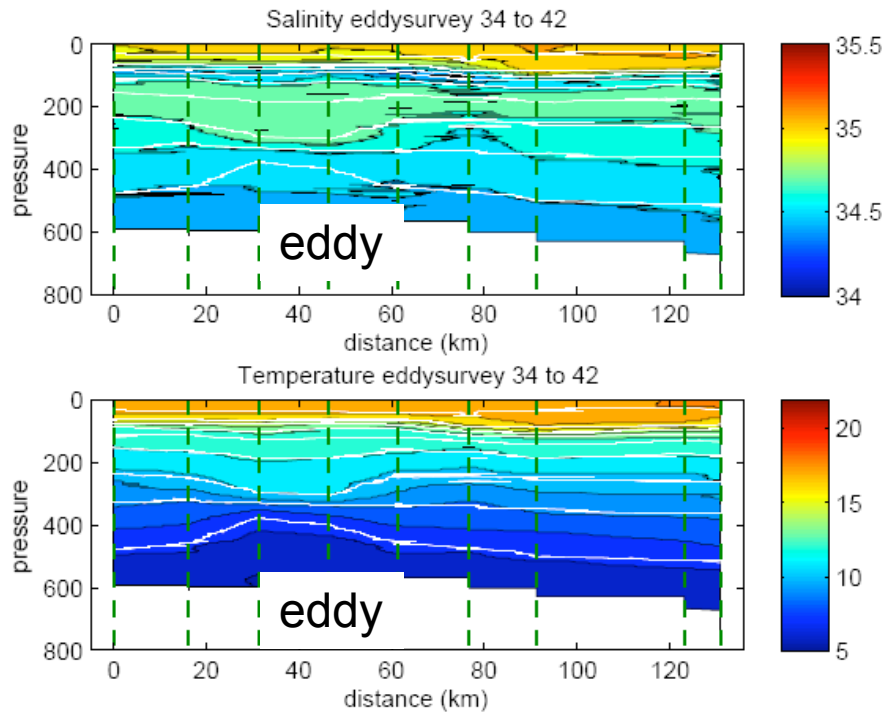 Salinity eddysurvey 34 to 42
0
200
400
600
800
pressure
eddy
0 20 40 60 80 100 120
distance (km)
35.5
35
34.5
34
Temperature eddysurvey 34 to 42
0
200
400
600
800
pressure
eddy
0 20 40 60 80 100 120
distance (km)
20
15
10
5